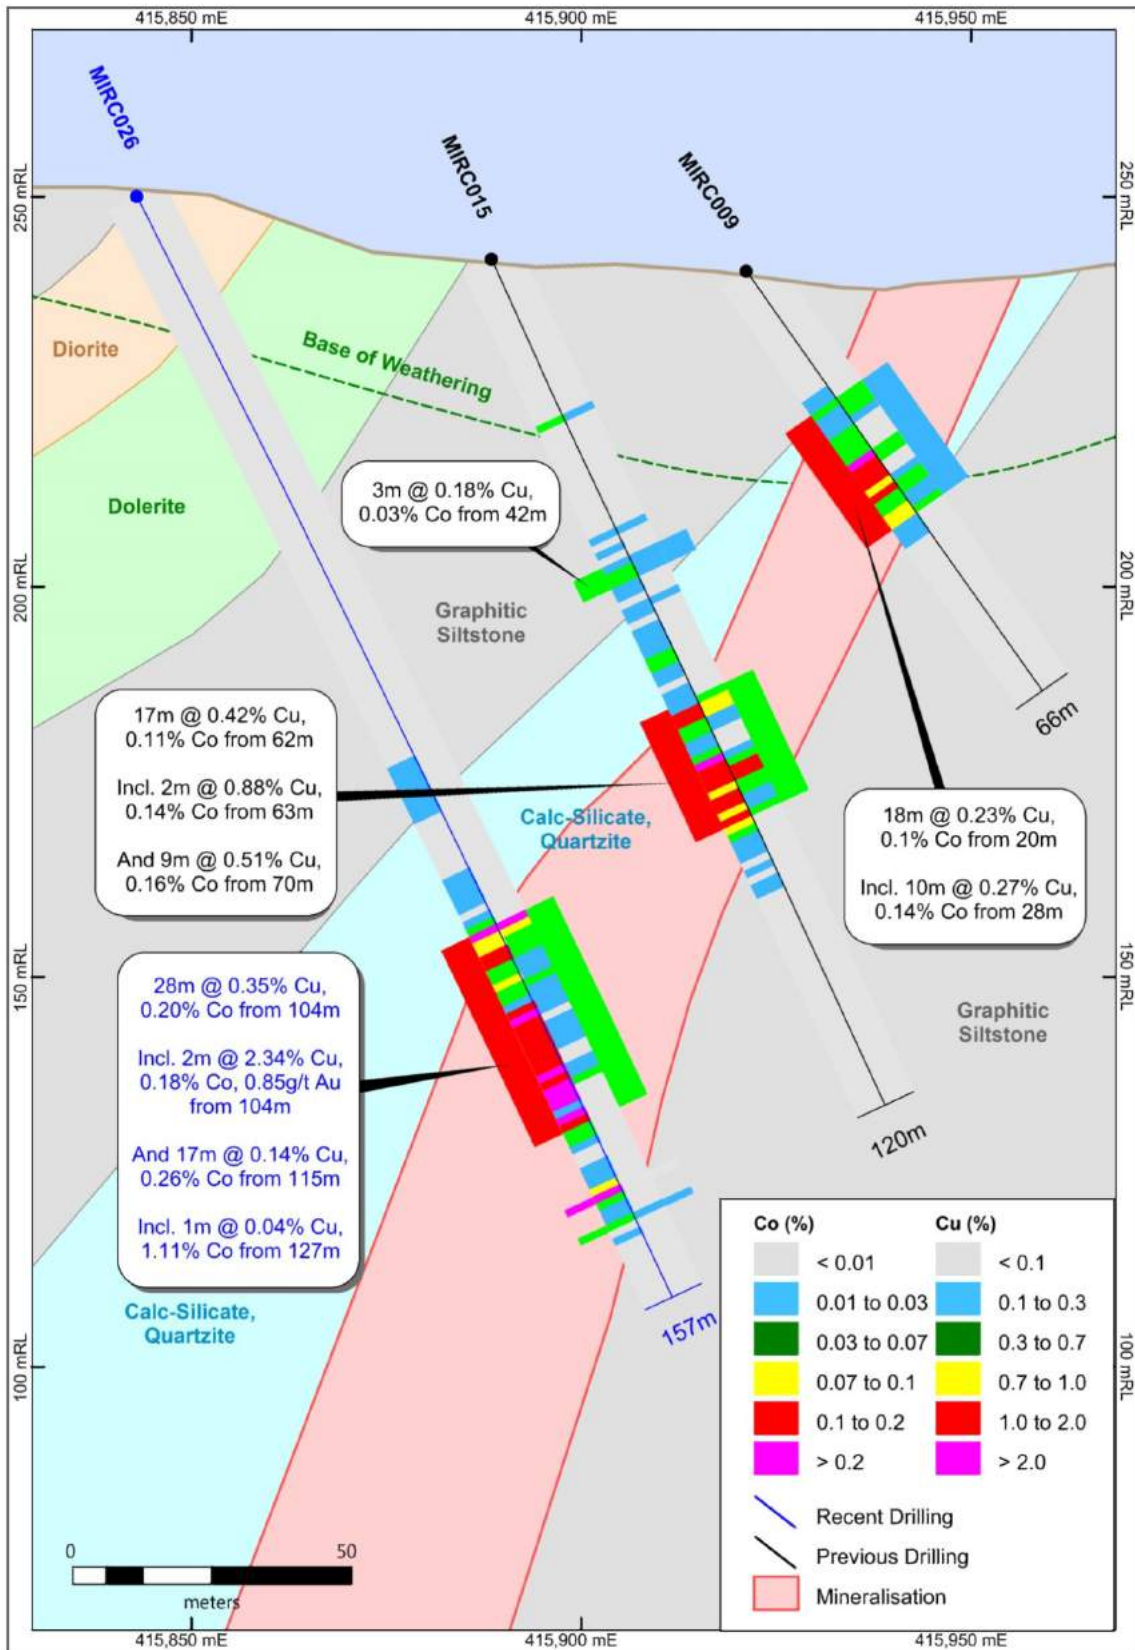 415,850 mE
415,900 mE
415,950 mE
MIRC026
MIRC015
MIRC009
250 mRL
250 mRL
Diorite
Base of Weathering
Dolerite
3m @ 0.18% Cu,
0.03% Co from 42m
200 mRL
200 mRL
Graphitic
Siltstone
66m
17m @ 0.42% Cu,
0.11% Co from 62m
Incl. 2m @ 0.88% Cu,
0.14% Co from 63m
And 9m @ 0.51% Cu,
0.16% Co from 70m
Calc-Silicate,
Quartzite
18m @ 0.23% Cu,
0.1% Co from 20m
Incl. 10m @ 0.27% Cu,
0.14% Co from 28m
150 mRL
150 mRL
28m @ 0.35% Cu,
0.20% Co from 104m
Incl. 2m @ 2.34% Cu,
0.18% Co, 0.85g/t Au
from 104m
And 17m @ 0.14% Cu,
0.26% Co from 115m
Incl. 1m @ 0.04% Cu,
1.11% Co from 127m
Graphitic
Siltstone
120m
Calc-Silicate,
Quartzite
157m
100 mRL
100 mRL
Co (%) Cu (%)
< 0.01 < 0.1
0.01 to 0.03 0.1 to 0.3
0.03 to 0.07 0.3 to 0.7
0.07 to 0.1 0.7 to 1.0
0.1 to 0.2 1.0 to 2.0
> 0.2 > 2.0
Recent Drilling
Previous Drilling
Mineralisation
0 50
meters
415,850 mE
415,900 mE
415,950 mE